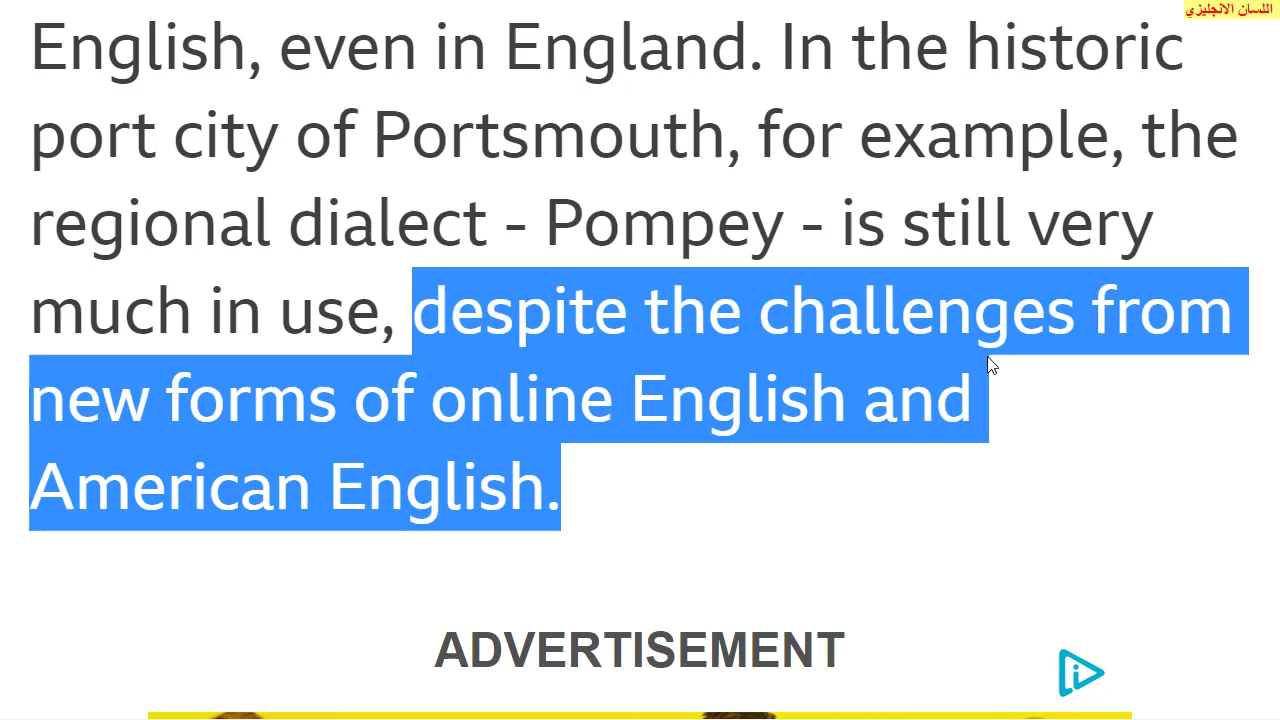 اللسان الانجليزي
English, even in England. In the historic
port city of Portsmouth, for example, the
regional dialect - Pompey - is still very
much in use, despite the challenges from
new forms of online English and
American English.
ADVERTISEMENT